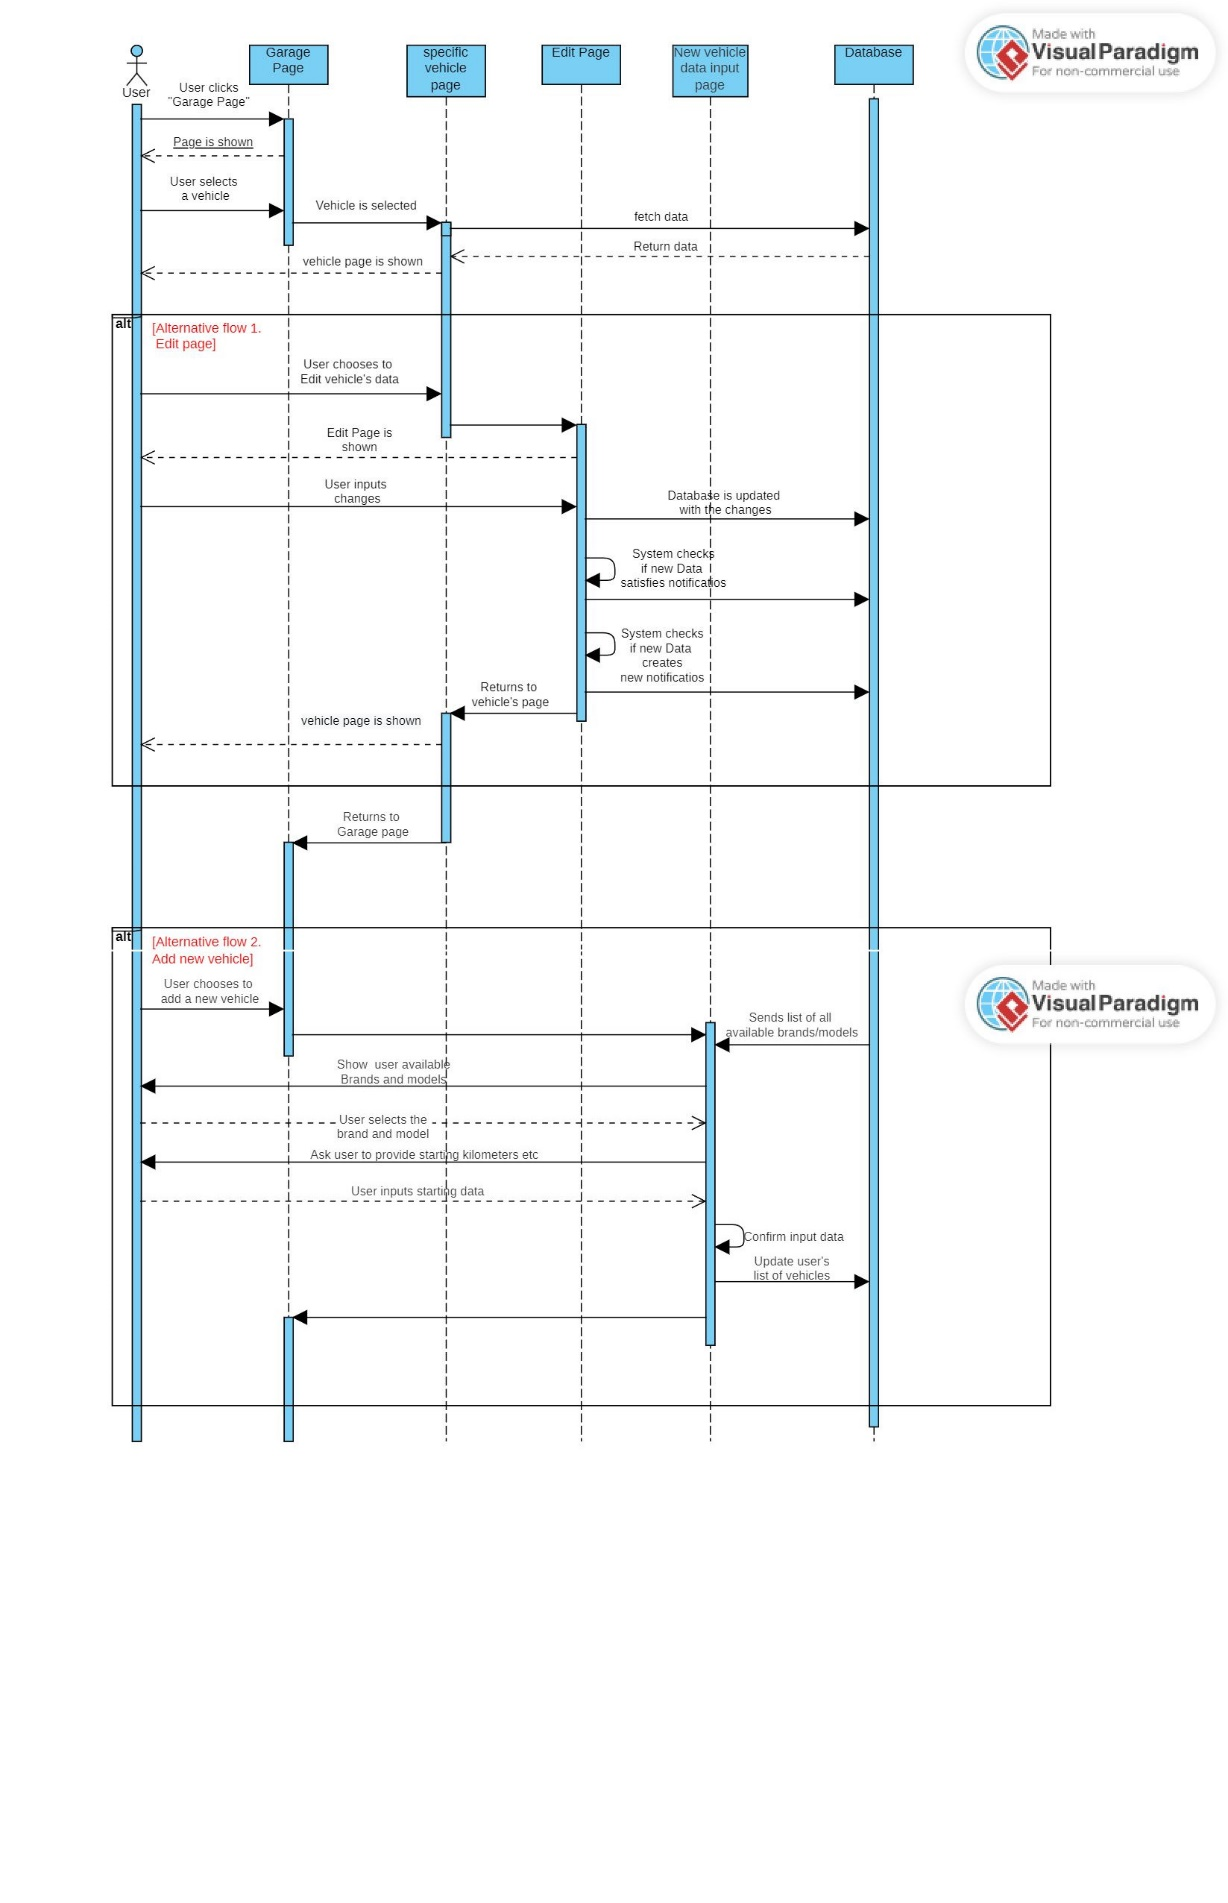 Made with
Visual Paradigm
For non-commercial use
User
Garage
Page
specific
vehicle
page
Edit Page
New vehicle
data input
page
Database
User clicks
"Garage Page"
Page is shown
User selects
a vehicle
Vehicle is selected
fetch data
Return data
vehicle page is shown
alt
[Alternative flow 1.
Edit page]
User chooses to
Edit vehicle's data
Edit Page is
shown
User inputs
changes
Database is updated
with the changes
System checks
if new Data
satisfies notificatios
System checks
if new Data
creates
new notificatios
Returns to
vehicle's page
vehicle page is shown
Returns to
Garage page
alt
[Alternative flow 2.
Add new vehicle]
Made with
Visual Paradigm
For non-commercial use
User chooses to
add a new vehicle
Sends list of all
available brands/models
Show user available
Brands and models
User selects the
brand and model
Ask user to provide starting kilometers etc
User inputs starting data
Confirm input data
Update user's
list of vehicles